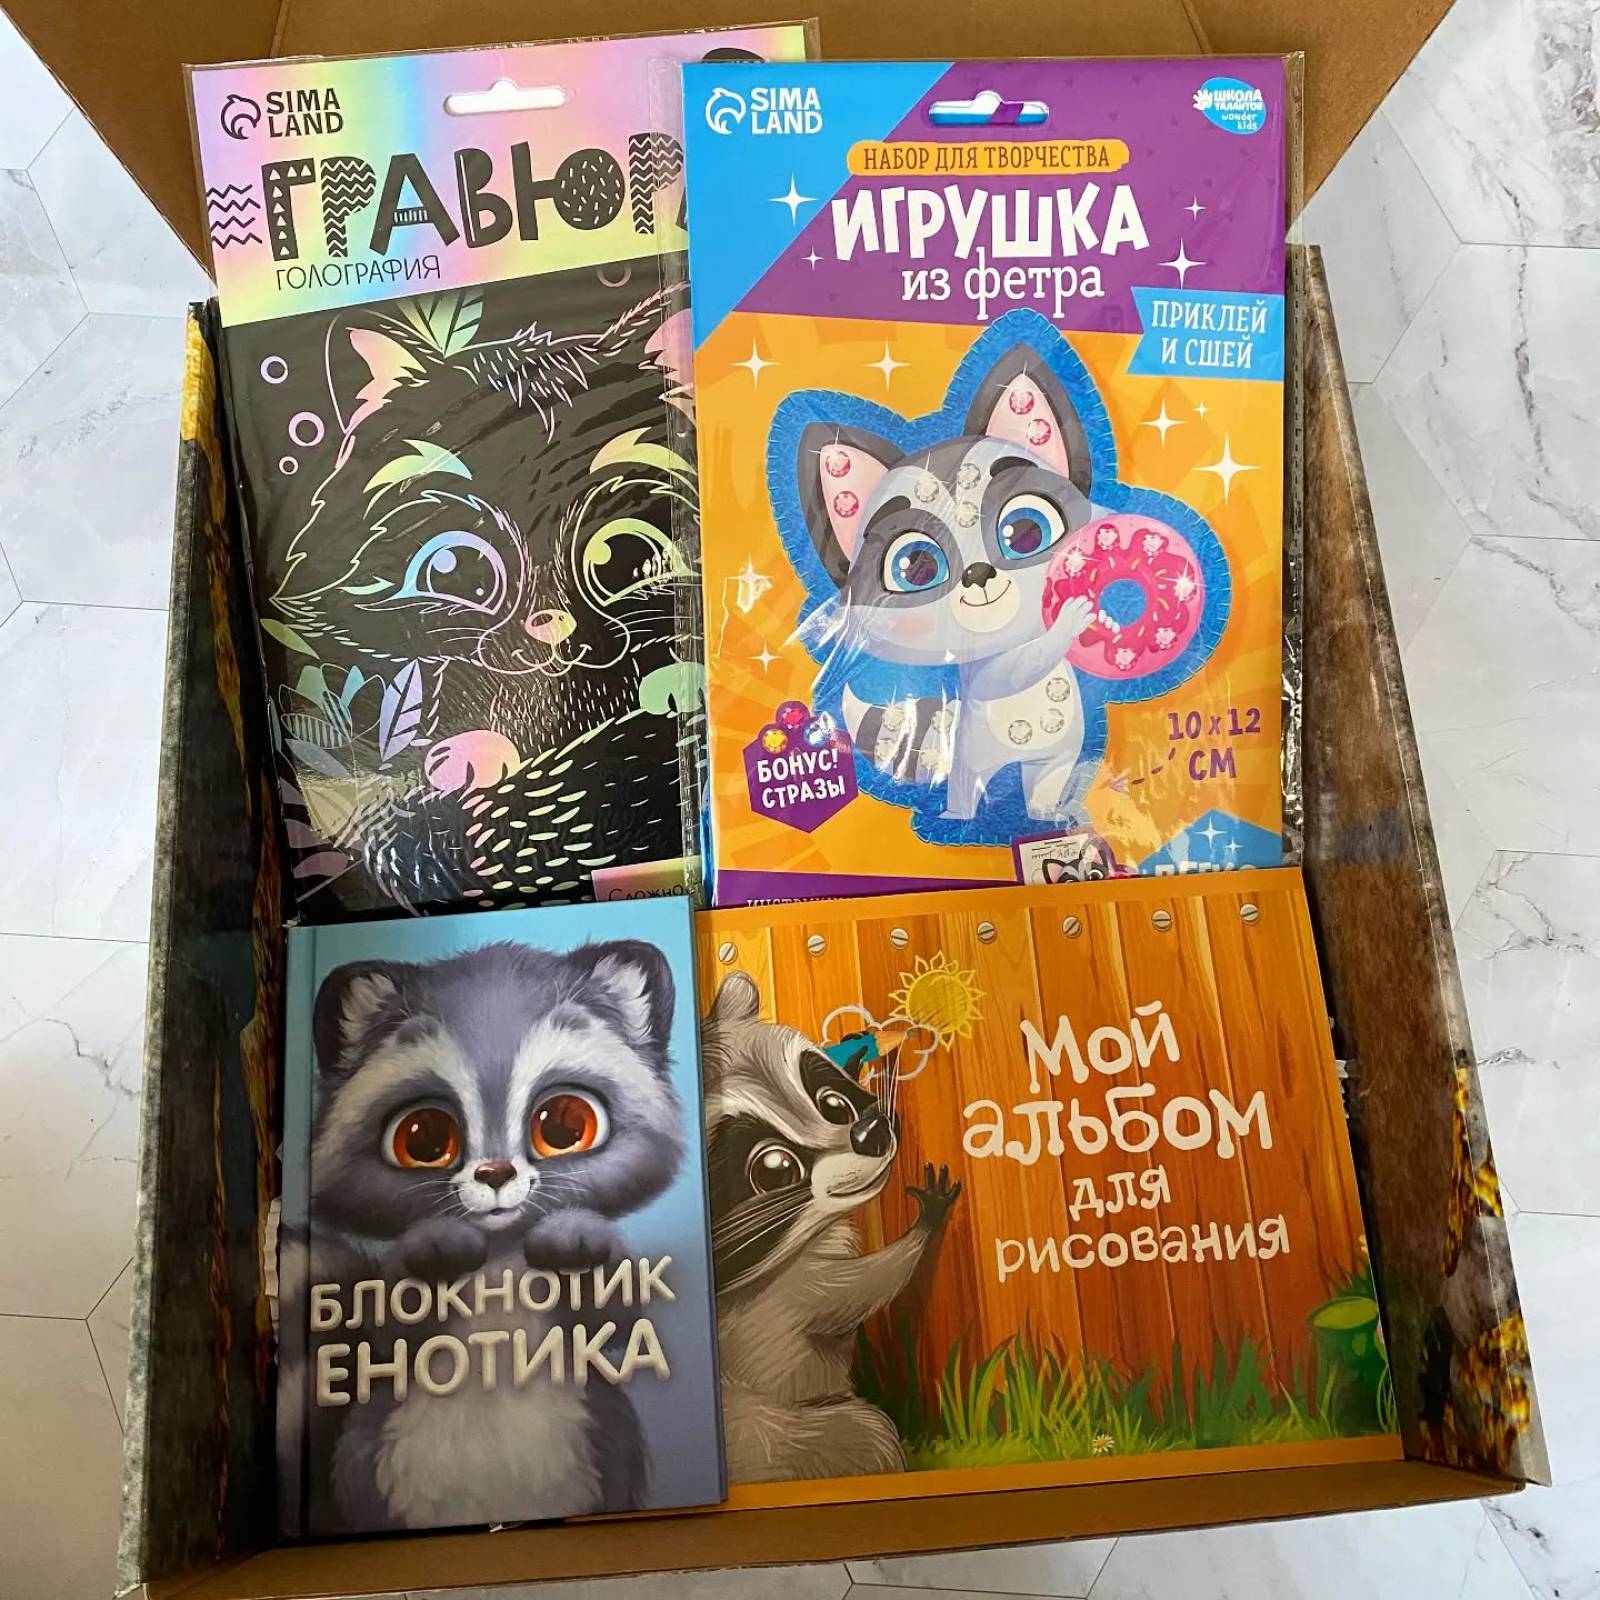 SIMA
LAND
ГРАВЮРА
ГОЛОГРАФИЯ
SIMA
LAND
ШКОЛА
ТАЛАНТОВ
wonder
kids
НАБОР ДЛЯ ТВОРЧЕСТВА
ИГРУШКА
из фетра
ПРИКЛЕЙ
И СШЕЙ
БОНУС!
СТРАЗЫ
10 х 12
СМ
БЛОКНОТИК
ЕНОТИКА
Мой
альбом
для
рисования